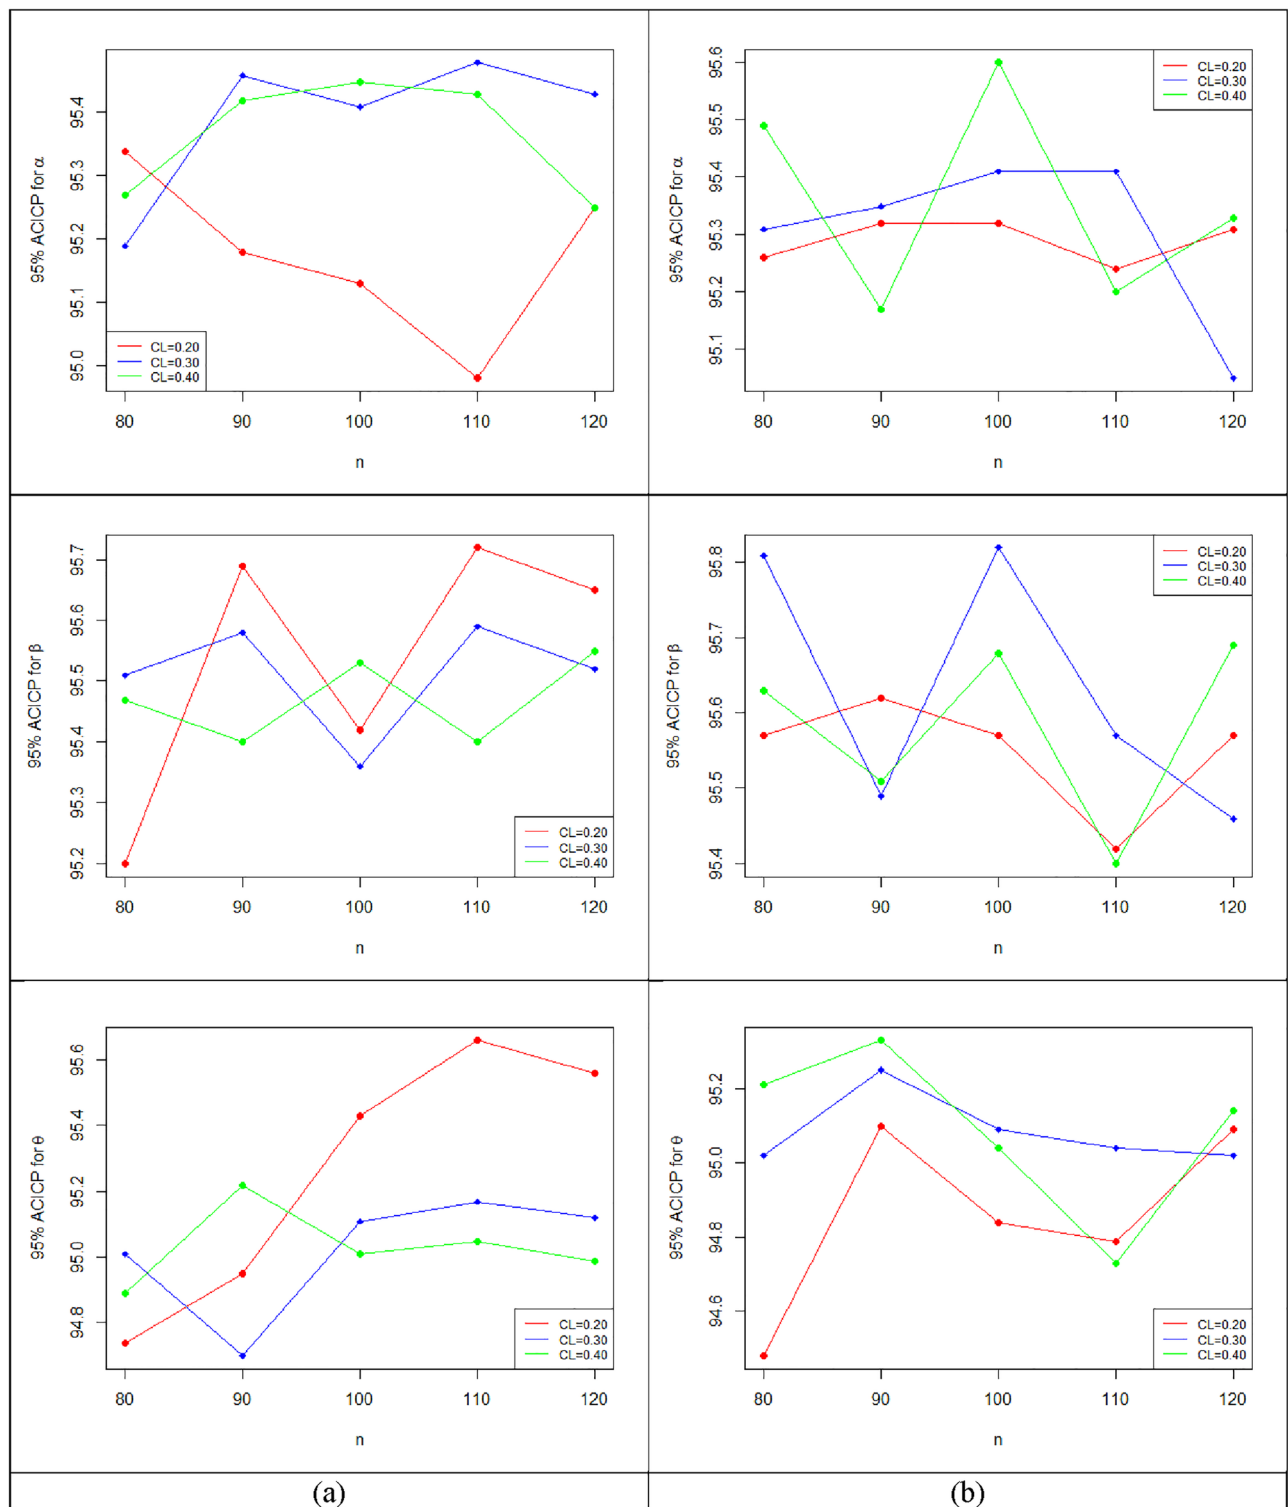 95% ACICP for α
95.4
95.3
95.2
95.1
95.0
CL=0.20
CL=0.30
CL=0.40
80 90 100 110 120
n
95% ACICP for α
95.6
95.5
95.4
95.3
95.2
95.1
CL=0.20
CL=0.30
CL=0.40
80 90 100 110 120
n
95% ACICP for β
95.7
95.6
95.5
95.4
95.3
95.2
CL=0.20
CL=0.30
CL=0.40
80 90 100 110 120
n
95% ACICP for β
95.8
95.7
95.6
95.5
95.4
CL=0.20
CL=0.30
CL=0.40
80 90 100 110 120
n
95% ACICP for θ
95.6
95.4
95.2
95.0
94.8
CL=0.20
CL=0.30
CL=0.40
80 90 100 110 120
n
95% ACICP for θ
95.2
95.0
94.8
94.6
CL=0.20
CL=0.30
CL=0.40
80 90 100 110 120
n
(a) (b)